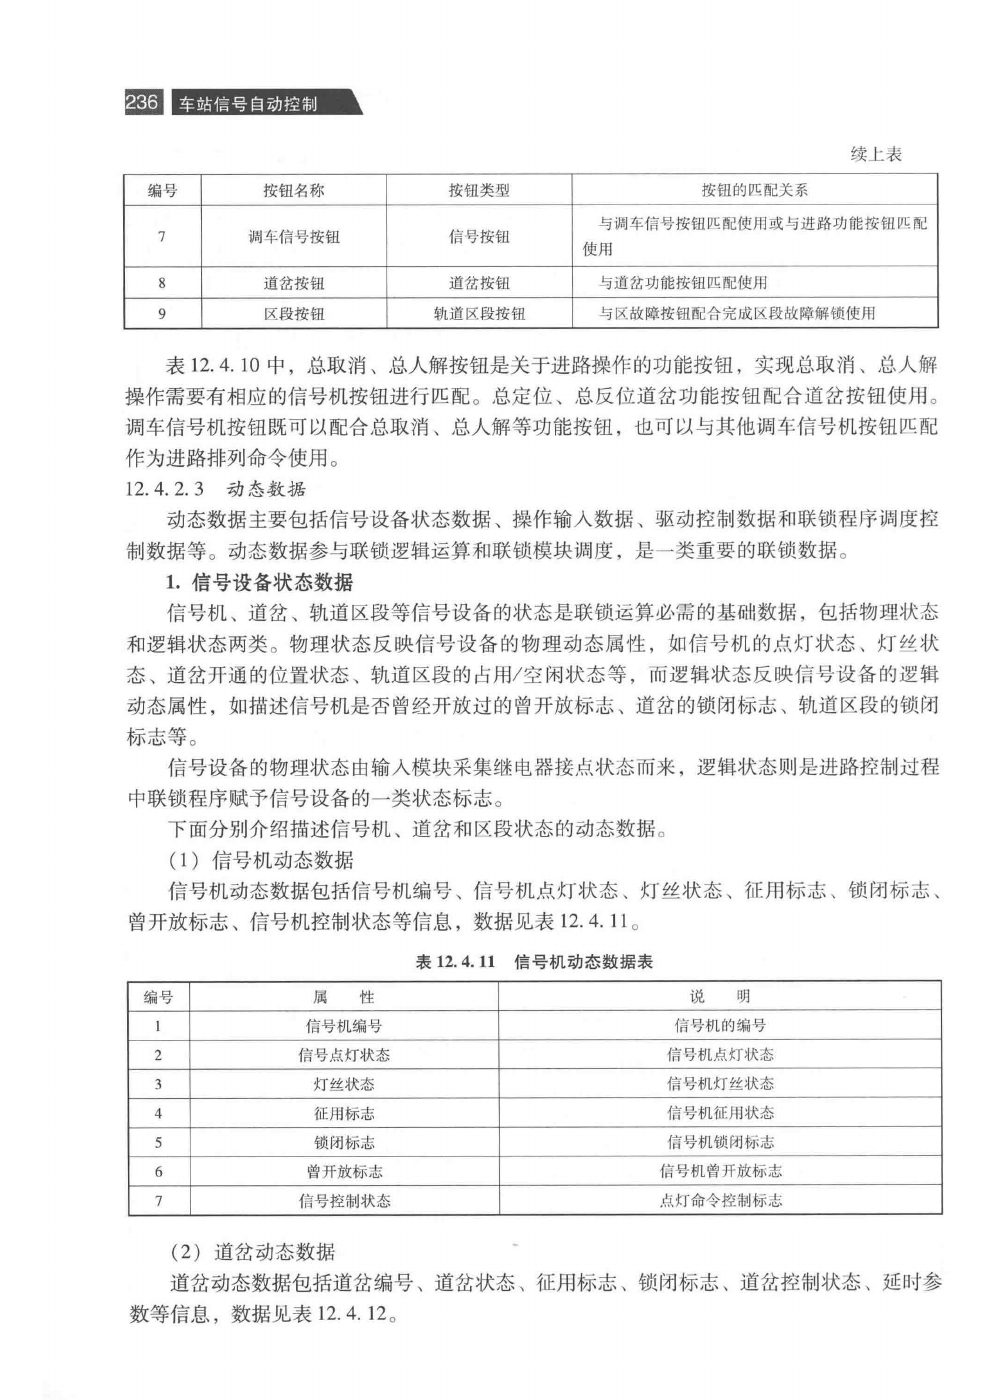 236 车站信号自动控制
续上表
编号 按钮名称 按钮类型 按钮的匹配关系
7 调车信号按钮 信号按钮 与调车信号按钮匹配使用或与进路功能按钮匹配
使用
8 道岔按钮 道岔按钮 与道岔功能按钮匹配使用
9 区段按钮 轨道区段按钮 与区故障按钮配合完成区段故障解锁使用
表 12.4.10 中，总取消、总人解按钮是关于进路操作的功能按钮，实现总取消、总人解
操作需要有相应的信号机按钮进行匹配。总定位、总反位道岔功能按钮配合道岔按钮使用。
调车信号机按钮既可以配合总取消、总人解等功能按钮，也可以与其他调车信号机按钮匹配
作为进路排列命令使用。
12.4.2.3 动态数据
动态数据主要包括信号设备状态数据、操作输入数据、驱动控制数据和联锁程序调度控
制数据等。动态数据参与联锁逻辑运算和联锁模块调度，是一类重要的联锁数据。
1. 信号设备状态数据
信号机、道岔、轨道区段等信号设备的状态是联锁运算必需的基础数据，包括物理状态
和逻辑状态两类。物理状态反映信号设备的物理动态属性，如信号机的点灯状态、灯丝状
态、道岔开通的位置状态、轨道区段的占用/空闲状态等，而逻辑状态反映信号设备的逻辑
动态属性，如描述信号机是否曾经开放过的曾开放标志、道岔的锁闭标志、轨道区段的锁闭
标志等。
信号设备的物理状态由输入模块采集继电器接点状态而来，逻辑状态则是进路控制过程
中联锁程序赋予信号设备的一类状态标志。
下面分别介绍描述信号机、道岔和区段状态的动态数据。
（1）信号机动态数据
信号机动态数据包括信号机编号、信号机点灯状态、灯丝状态、征用标志、锁闭标志、
曾开放标志、信号机控制状态等信息，数据见表 12.4.11。
表 12.4.11 信号机动态数据表
编号 属 性 说 明
1 信号机编号 信号机的编号
2 信号点灯状态 信号机点灯状态
3 灯丝状态 信号机灯丝状态
4 征用标志 信号机征用状态
5 锁闭标志 信号机锁闭标志
6 曾开放标志 信号机曾开放标志
7 信号控制状态 点灯命令控制标志
（2）道岔动态数据
道岔动态数据包括道岔编号、道岔状态、征用标志、锁闭标志、道岔控制状态、延时参
数等信息，数据见表 12.4.12。